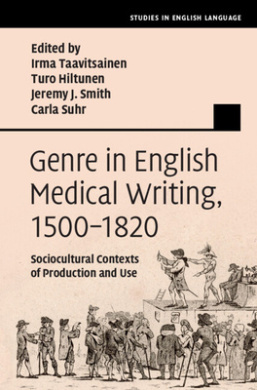 STUDIES IN ENGLISH LANGUAGE
Edited by
Irma Taavitsainen
Turo Hiltunen
Jeremy J. Smith
Carla Suhr
Genre in English
Medical Writing,
1500–1820
Sociocultural Contexts
of Production and Use